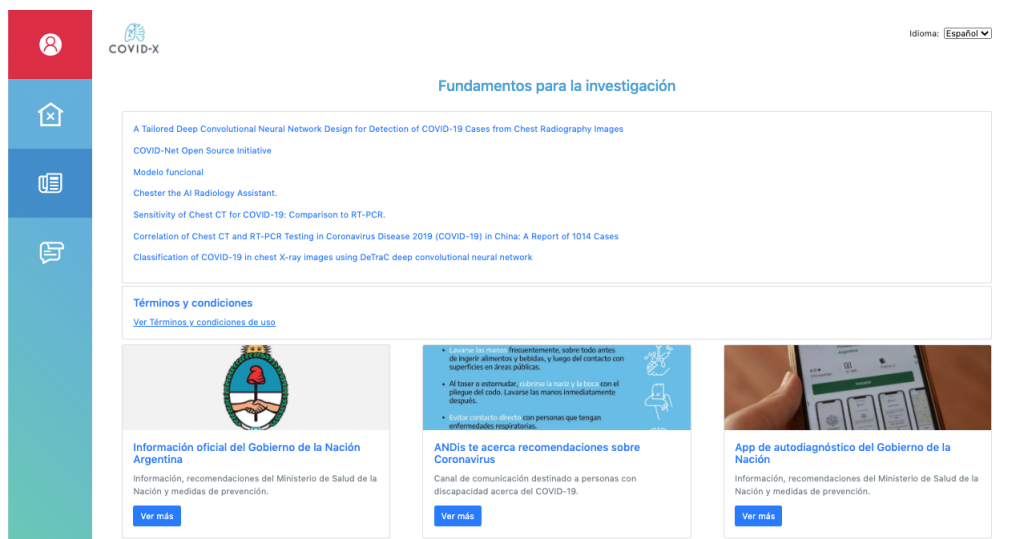 COVID-X
Idioma: Español
Fundamentos para la investigación
A Tailored Deep Convolutional Neural Network Design for Detection of COVID-19 Cases from Chest Radiography Images
COVID-Net Open Source Initiative
Modelo funcional
Chester the AI Radiology Assistant.
Sensitivity of Chest CT for COVID-19: Comparison to RT-PCR.
Correlation of Chest CT and RT-PCR Testing in Coronavirus Disease 2019 (COVID-19) in China: A Report of 1014 Cases
Classification of COVID-19 in chest X-ray images using DeTraC deep convolutional neural network
Términos y condiciones
Ver Términos y condiciones de uso
• Lavarse las manos frecuentemente, sobre todo antes
de ingerir alimentos y bebidas, y luego del contacto con
superficies en áreas públicas.
• Al toser o estornudar, cubrirse la nariz y la boca con el
pliegue del codo. Lavarse las manos inmediatamente
después.
• Evitar contacto directo con personas que tengan
enfermedades respiratorias.
Argentina
Información oficial del Gobierno de la Nación
Argentina
Información, recomendaciones del Ministerio de Salud de la
Nación y medidas de prevención.
Ver más
ANDis te acerca recomendaciones sobre
Coronavirus
Canal de comunicación destinado a personas con
discapacidad acerca del COVID-19.
Ver más
App de autodiagnóstico del Gobierno de la
Nación
Información, recomendaciones del Ministerio de Salud de la
Nación y medidas de prevención.
Ver más